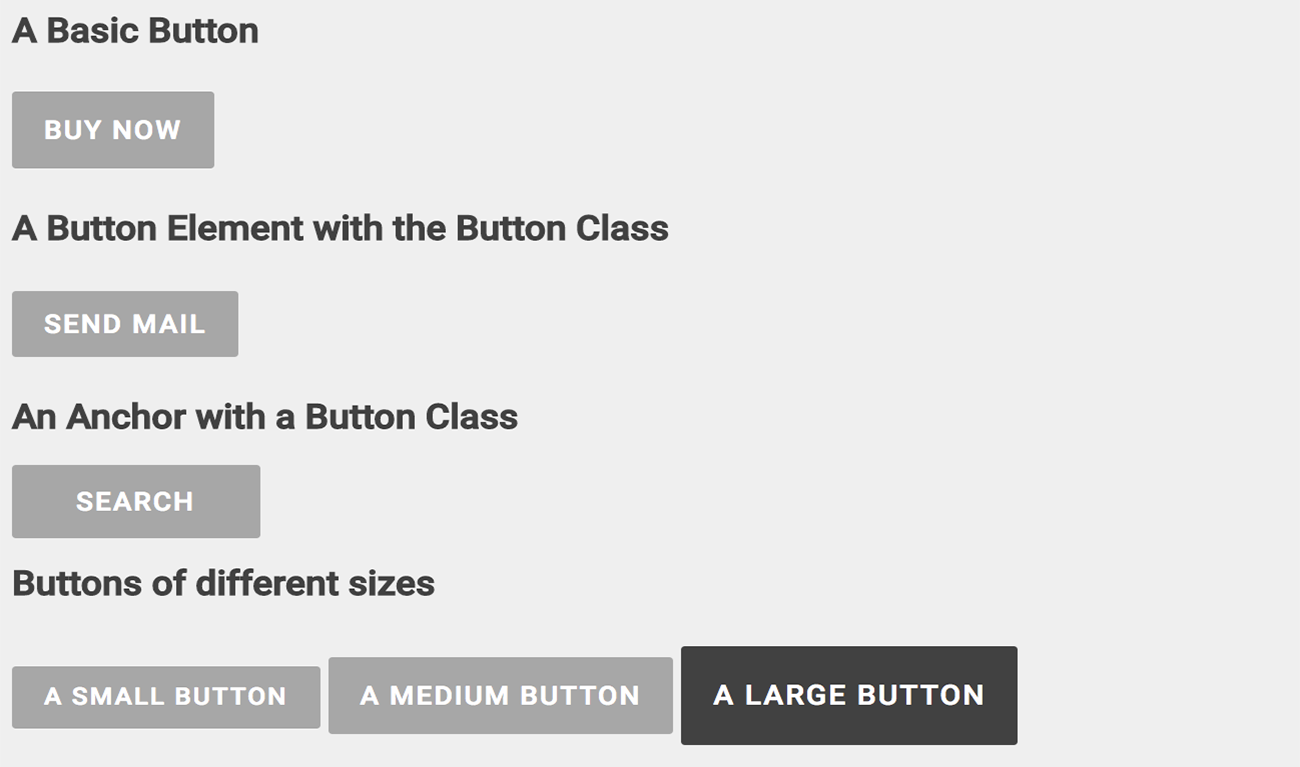 A Basic Button
BUY NOW
A Button Element with the Button Class
SEND MAIL
An Anchor with a Button Class
SEARCH
Buttons of different sizes
A SMALL BUTTON
A MEDIUM BUTTON
A LARGE BUTTON